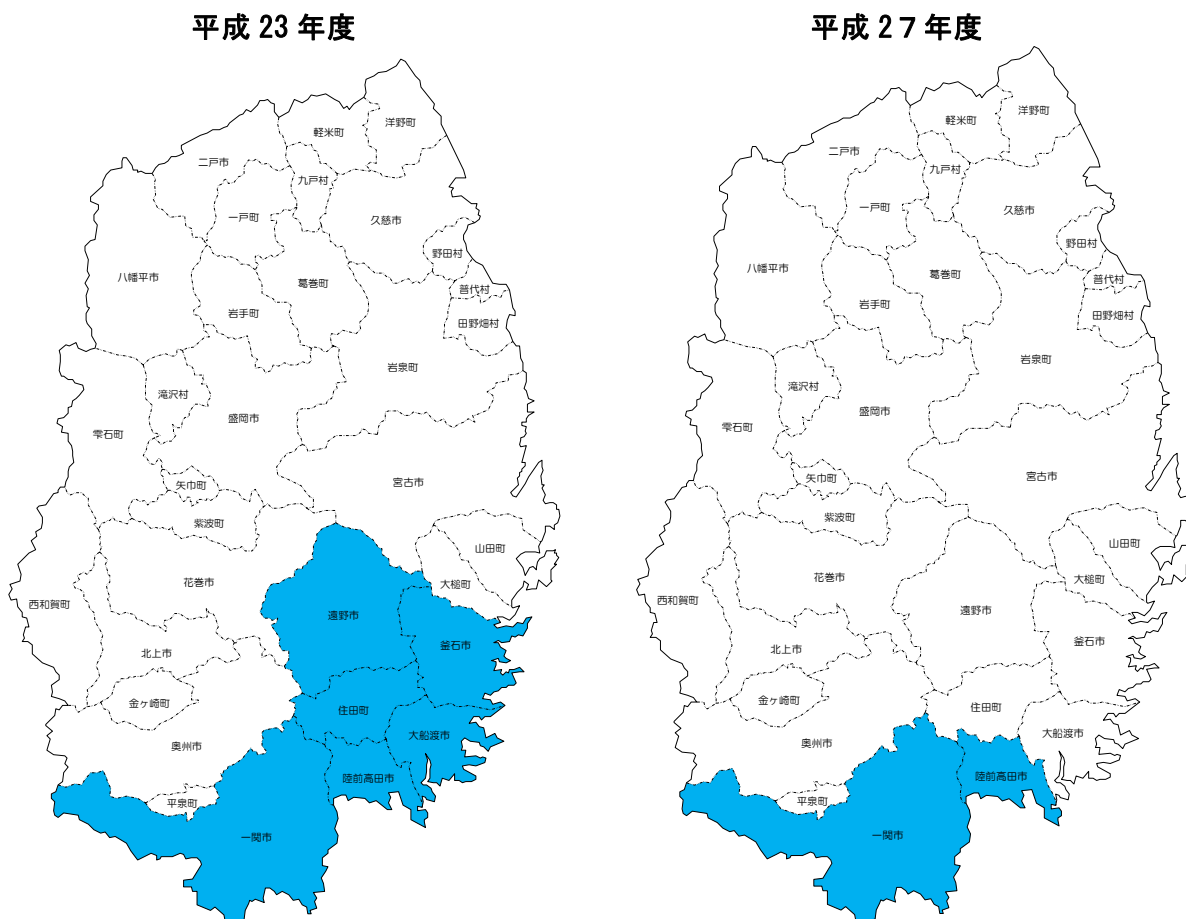 平成 23 年度
洋野町
軽米町
二戸市
九戸村
一戸町
久慈市
野田村
八幡平市
葛巻町
普代村
岩手町
田野畑村
岩泉町
滝沢村
盛岡市
雫石町
宮古市
矢巾町
紫波町
山田町
花巻市
大槌町
西和賀町
遠野市
釜石市
北上市
金ヶ崎町
住田町
大船渡市
奥州市
陸前高田市
平泉町
一関市
平成 27 年度
洋野町
軽米町
二戸市
九戸村
一戸町
久慈市
野田村
八幡平市
葛巻町
普代村
岩手町
田野畑村
岩泉町
滝沢村
盛岡市
雫石町
宮古市
矢巾町
紫波町
山田町
花巻市
大槌町
西和賀町
遠野市
釜石市
北上市
金ヶ崎町
住田町
大船渡市
奥州市
陸前高田市
平泉町
一関市